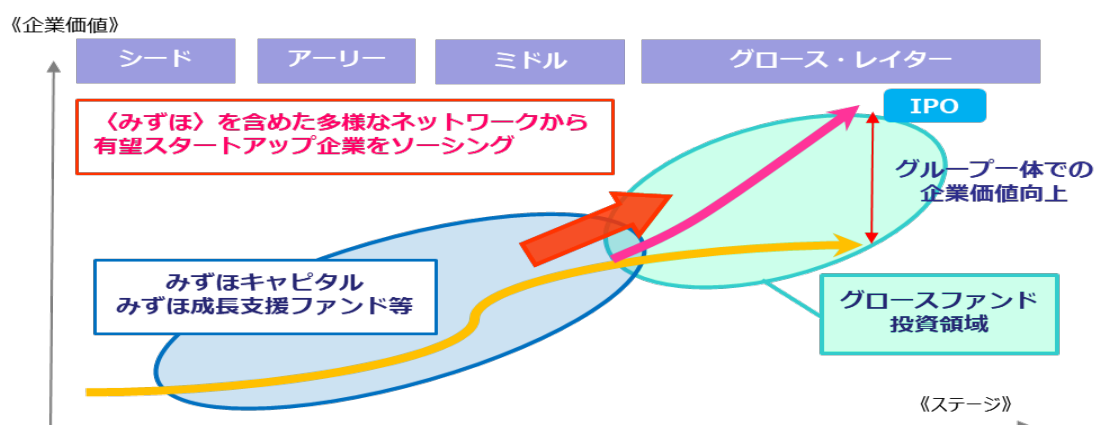 《企業価値》
シード
アーリー
ミドル
グロース・レイター
〈みずほ〉を含めた多様なネットワークから
有望スタートアップ企業をソーシング
IPO
グループ一体での
企業価値向上
みずほキャピタル
みずほ成長支援ファンド等
グロースファンド
投資領域
《ステージ》